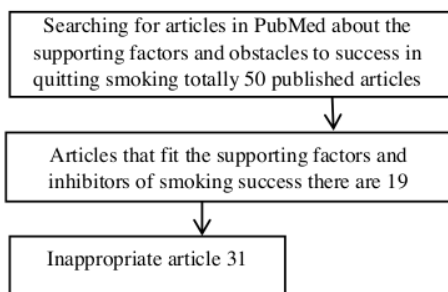 Searching for articles in PubMed about the
supporting factors and obstacles to success in
quitting smoking totally 50 published articles
Articles that fit the supporting factors and
inhibitors of smoking success there are 19
Inappropriate article 31